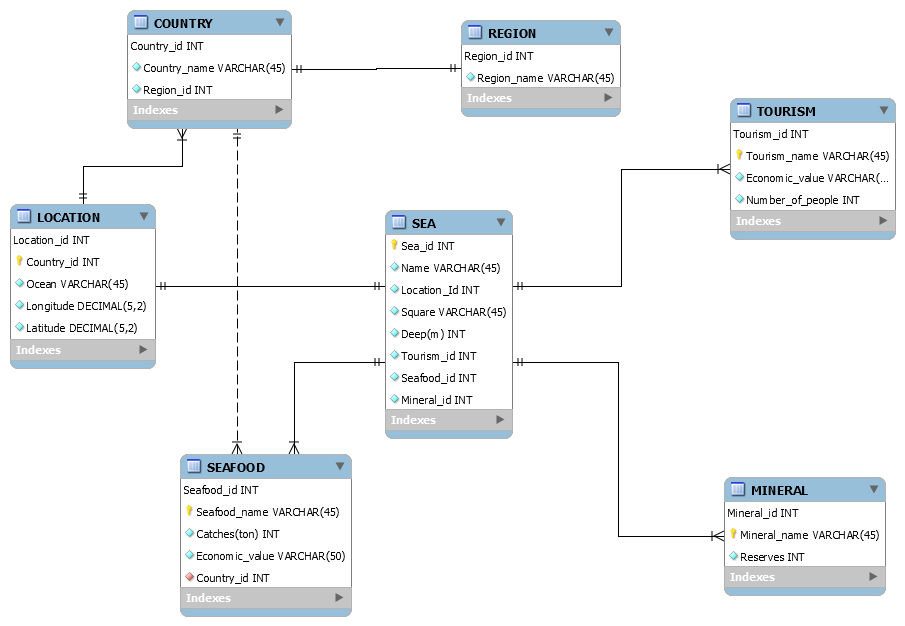 COUNTRY
Country_id INT
Country_name VARCHAR(45)
Region_id INT
Indexes
REGION
Region_id INT
Region_name VARCHAR(45)
Indexes
TOURISM
Tourism_id INT
Tourism_name VARCHAR(45)
Economic_value VARCHAR(...
Number_of_people INT
Indexes
LOCATION
Location_id INT
Country_id INT
Ocean VARCHAR(45)
Longitude DECIMAL(5,2)
Latitude DECIMAL(5,2)
Indexes
SEA
Sea_id INT
Name VARCHAR(45)
Location_Id INT
Square VARCHAR(45)
Deep(m) INT
Tourism_id INT
Seafood_id INT
Mineral_id INT
Indexes
SEAFOOD
Seafood_id INT
Seafood_name VARCHAR(45)
Catches(ton) INT
Economic_value VARCHAR(50)
Country_id INT
Indexes
MINERAL
Mineral_id INT
Mineral_name VARCHAR(45)
Reserves INT
Indexes